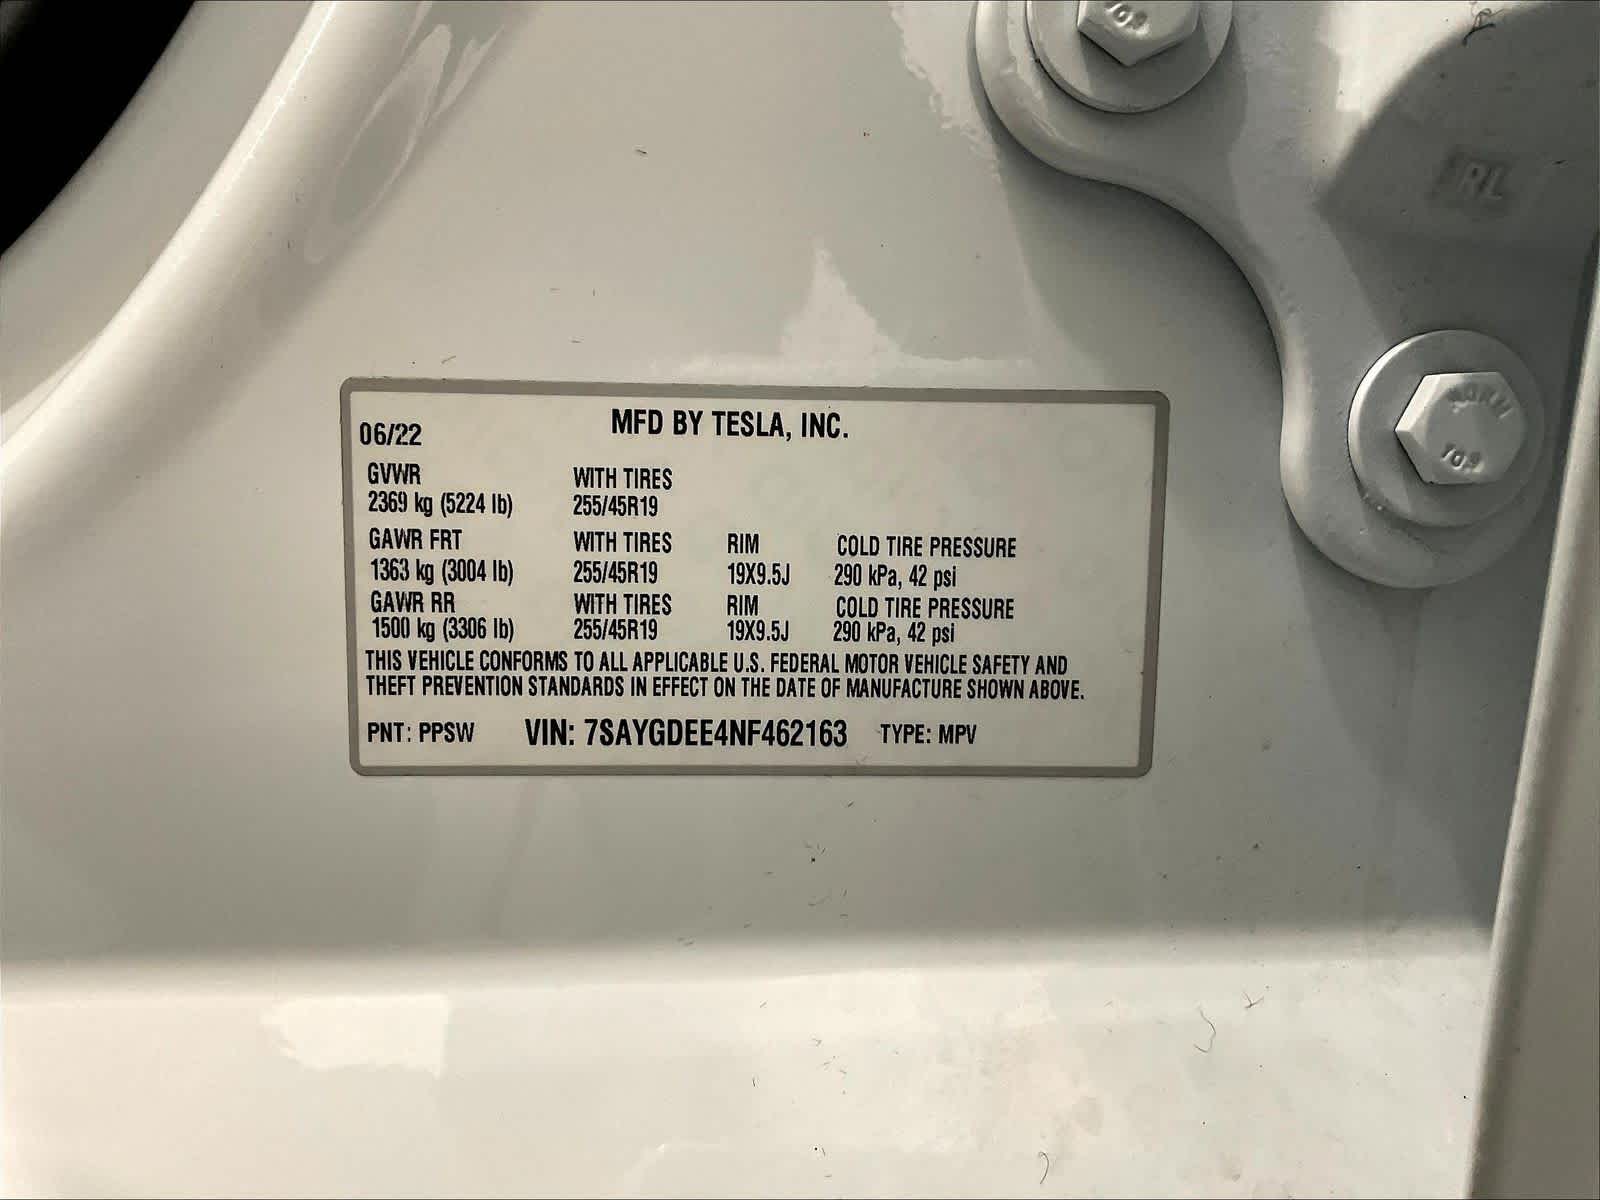 109
RL
06/22 MFD BY TESLA, INC.
GVWR WITH TIRES
2369 kg (5224 lb) 255/45R19
GAWR FRT WITH TIRES RIM COLD TIRE PRESSURE
1363 kg (3004 lb) 255/45R19 19X9.5J 290 kPa, 42 psi
GAWR RR WITH TIRES RIM COLD TIRE PRESSURE
1500 kg (3306 lb) 255/45R19 19X9.5J 290 kPa, 42 psi
THIS VEHICLE CONFORMS TO ALL APPLICABLE U.S. FEDERAL MOTOR VEHICLE SAFETY AND
THEFT PREVENTION STANDARDS IN EFFECT ON THE DATE OF MANUFACTURE SHOWN ABOVE.
PNT: PPSW VIN: 7SAYGDEE4NF462163 TYPE: MPV
109